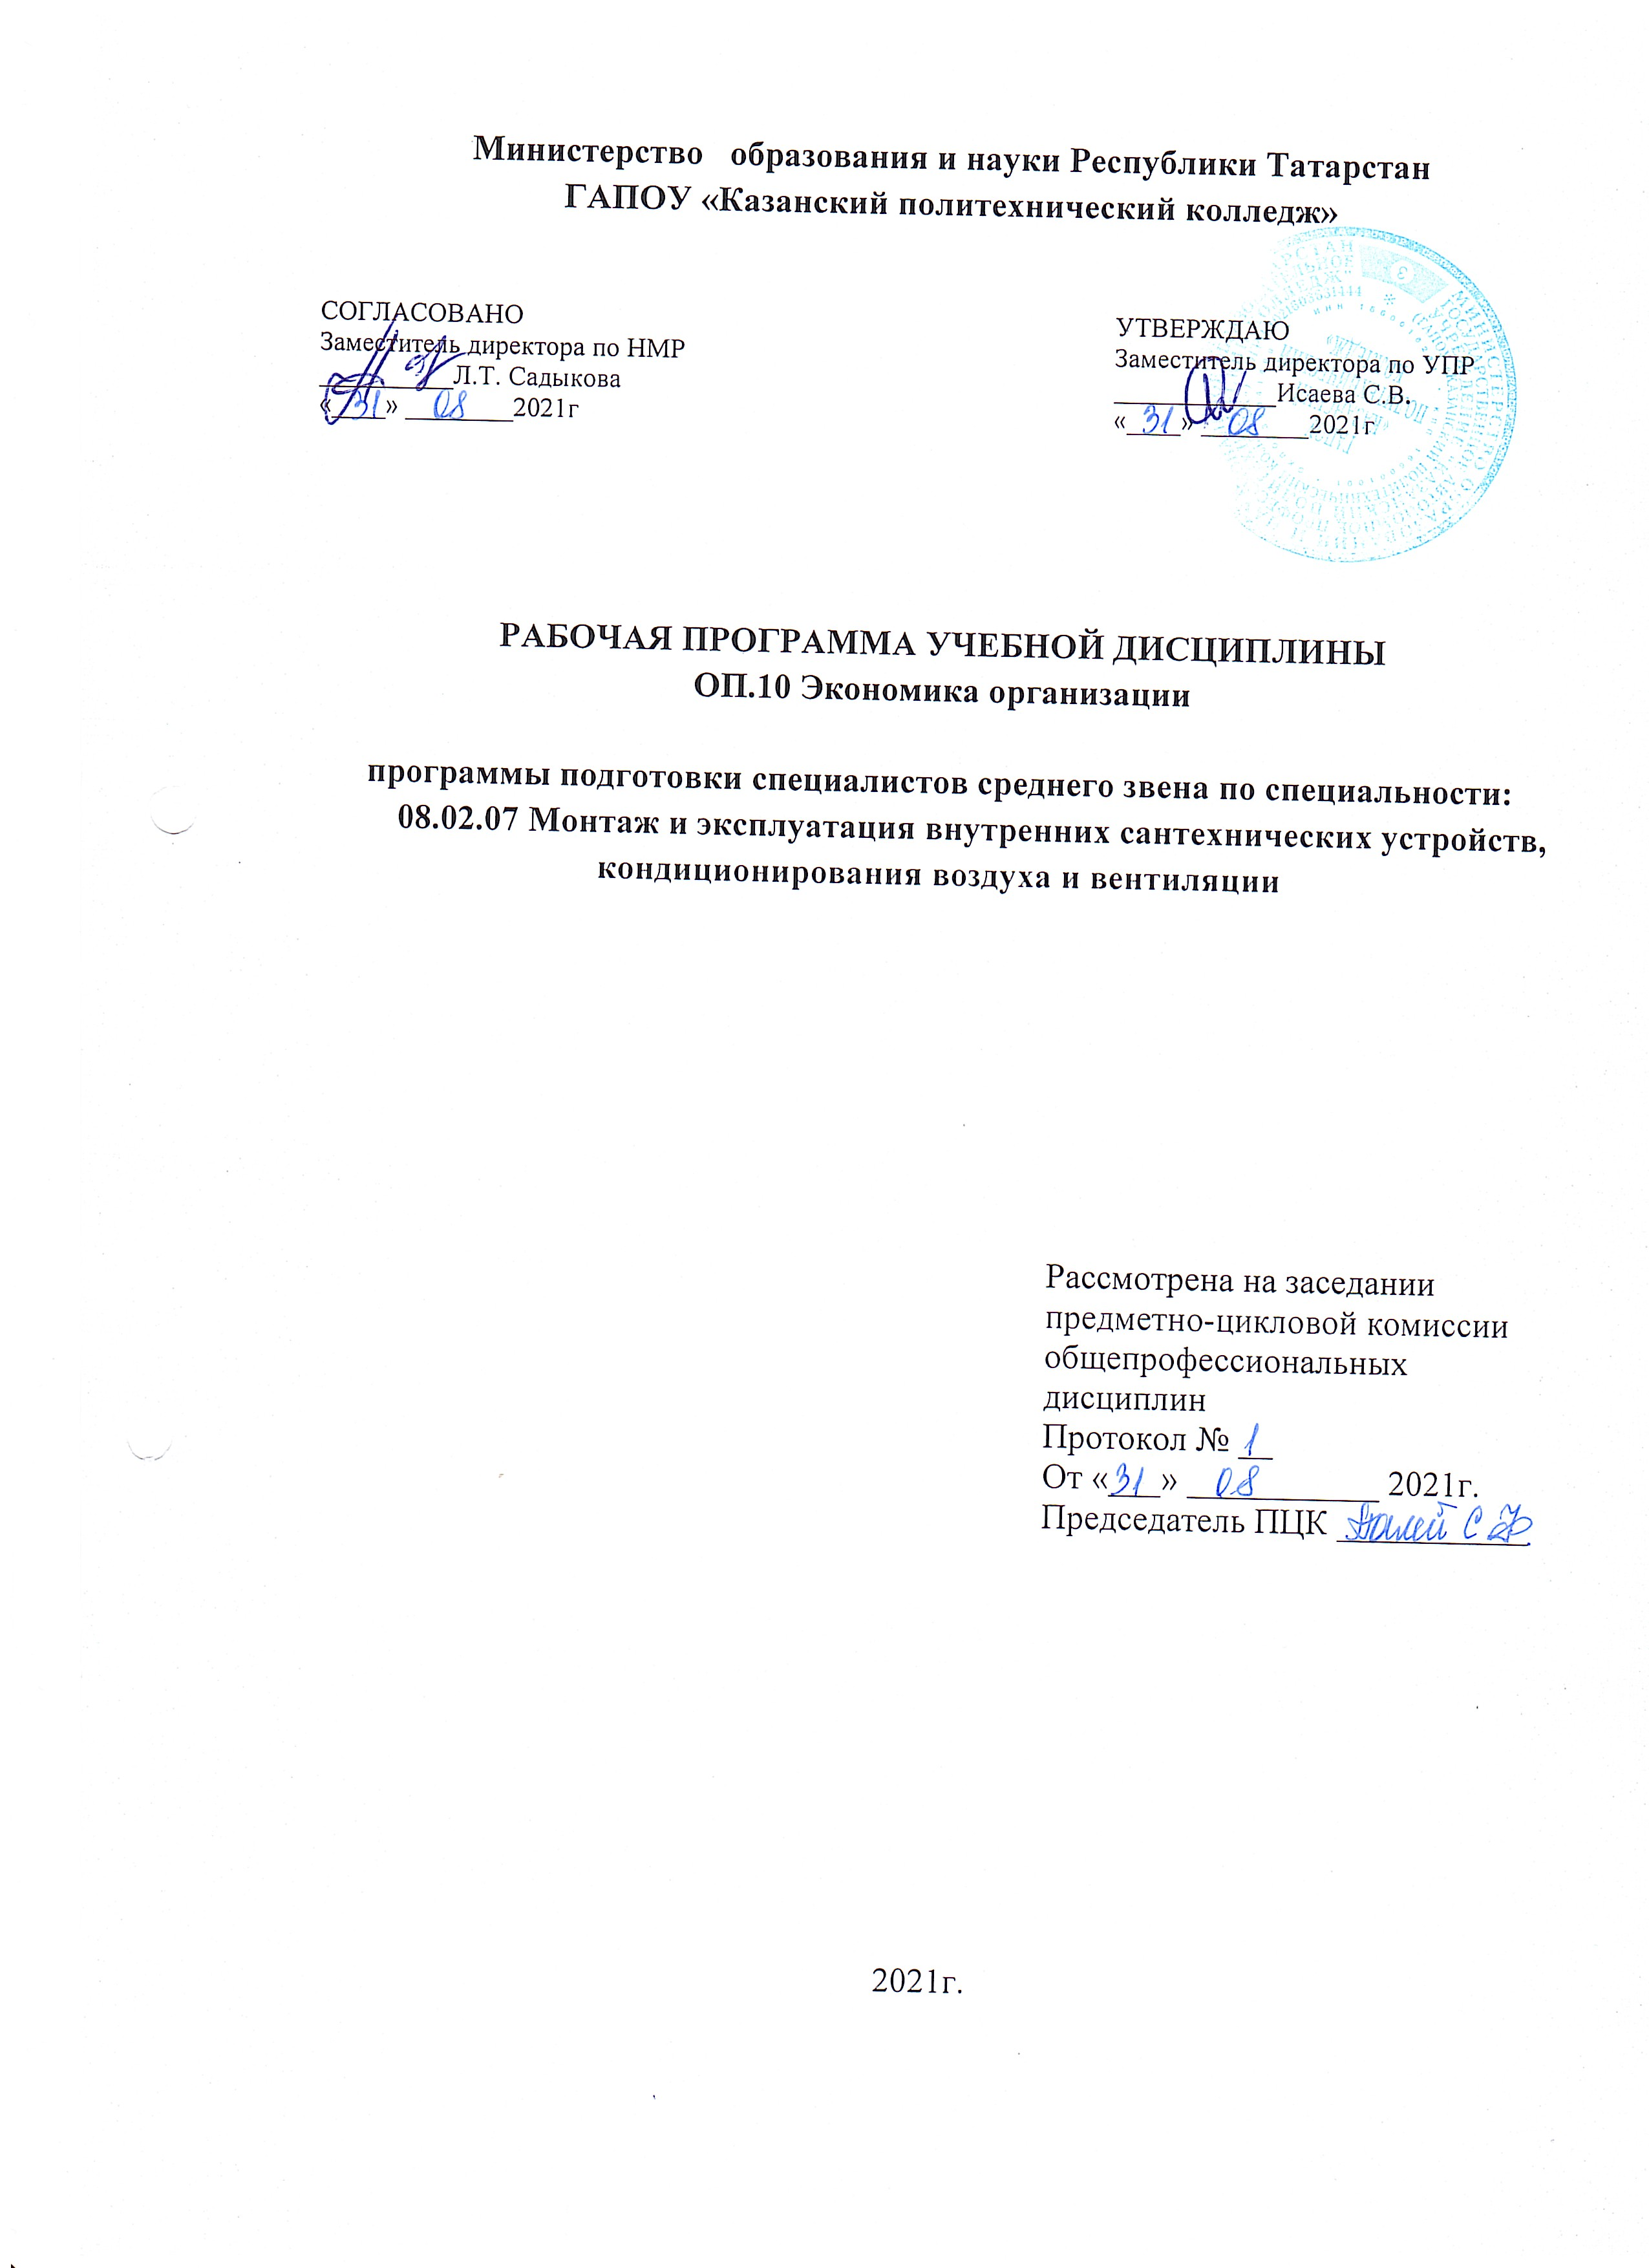 Министерство образования и науки Республики Татарстан
ГАПОУ «Казанский политехнический колледж»
СОГЛАСОВАНО
Заместитель директора по НМР
____________Л.Т. Садыкова
«31» 08 2021г
УТВЕРЖДАЮ
Заместитель директора по УПР
____________Исаева С.В.
«31» 08 2021г
РАБОЧАЯ ПРОГРАММА УЧЕБНОЙ ДИСЦИПЛИНЫ
ОП.10 Экономика организации
программы подготовки специалистов среднего звена по специальности:
08.02.07 Монтаж и эксплуатация внутренних сантехнических устройств,
кондиционирования воздуха и вентиляции
Рассмотрена на заседании
предметно-цикловой комиссии
общепрофессиональных
дисциплин
Протокол № 1
От «31» 08 2021г.
Председатель ПЦК
2021г.